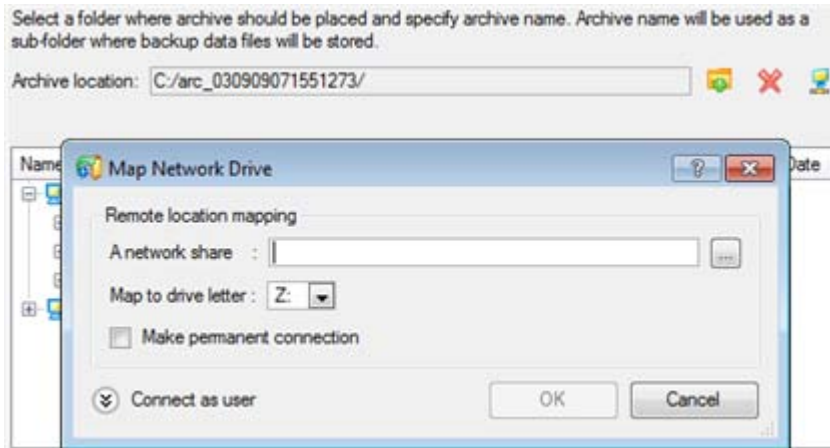 Select a folder where archive should be placed and specify archive name. Archive name will be used as a
sub-folder where backup data files will be stored.
Archive location: C:/arc_030909071551273/
Name Date
Map Network Drive
Remote location mapping
A network share :
...
Map to drive letter : Z:
Make permanent connection
Connect as user OK Cancel